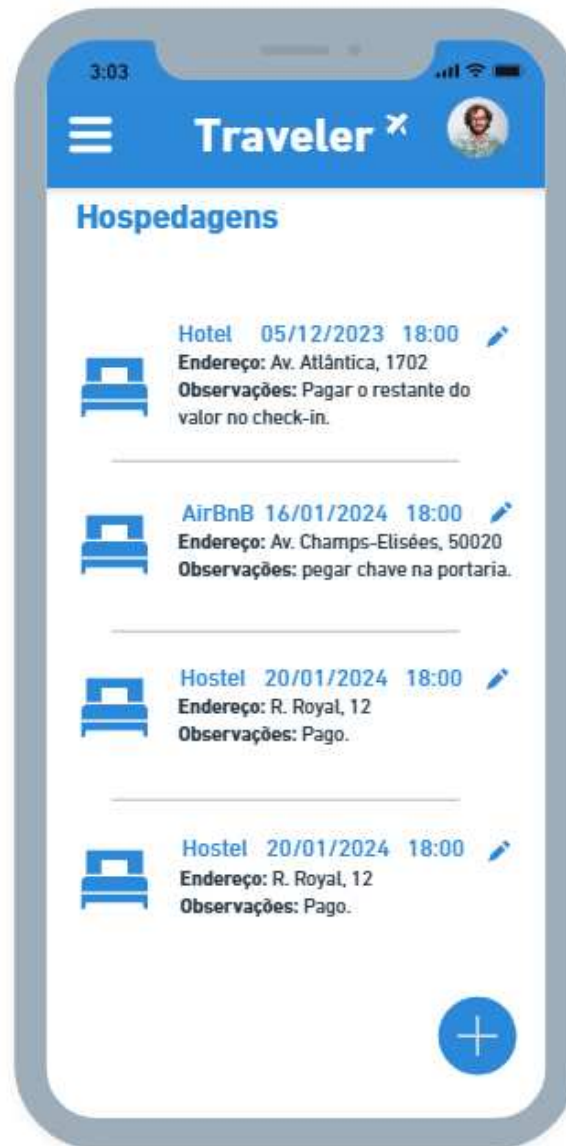 3:03
Traveler
Hospedagens
Hotel 05/12/2023 18:00
Endereço: Av. Atlântica, 1702
Observações: Pagar o restante do
valor no check-in.
AirBnB 16/01/2024 18:00
Endereço: Av. Champs-Elisées, 50020
Observações: pegar chave na portaria.
Hostel 20/01/2024 18:00
Endereço: R. Royal, 12
Observações: Pago.
Hostel 20/01/2024 18:00
Endereço: R. Royal, 12
Observações: Pago.